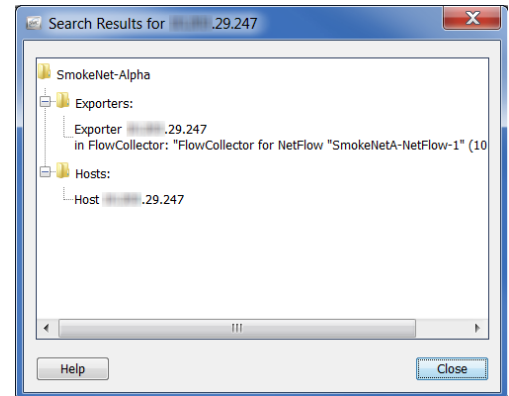 Search Results for .29.247
SmokeNet-Alpha
Exporters:
Exporter .29.247
in FlowCollector: "FlowCollector for NetFlow "SmokeNetA-NetFlow-1" (10
Hosts:
Host .29.247
Help
Close